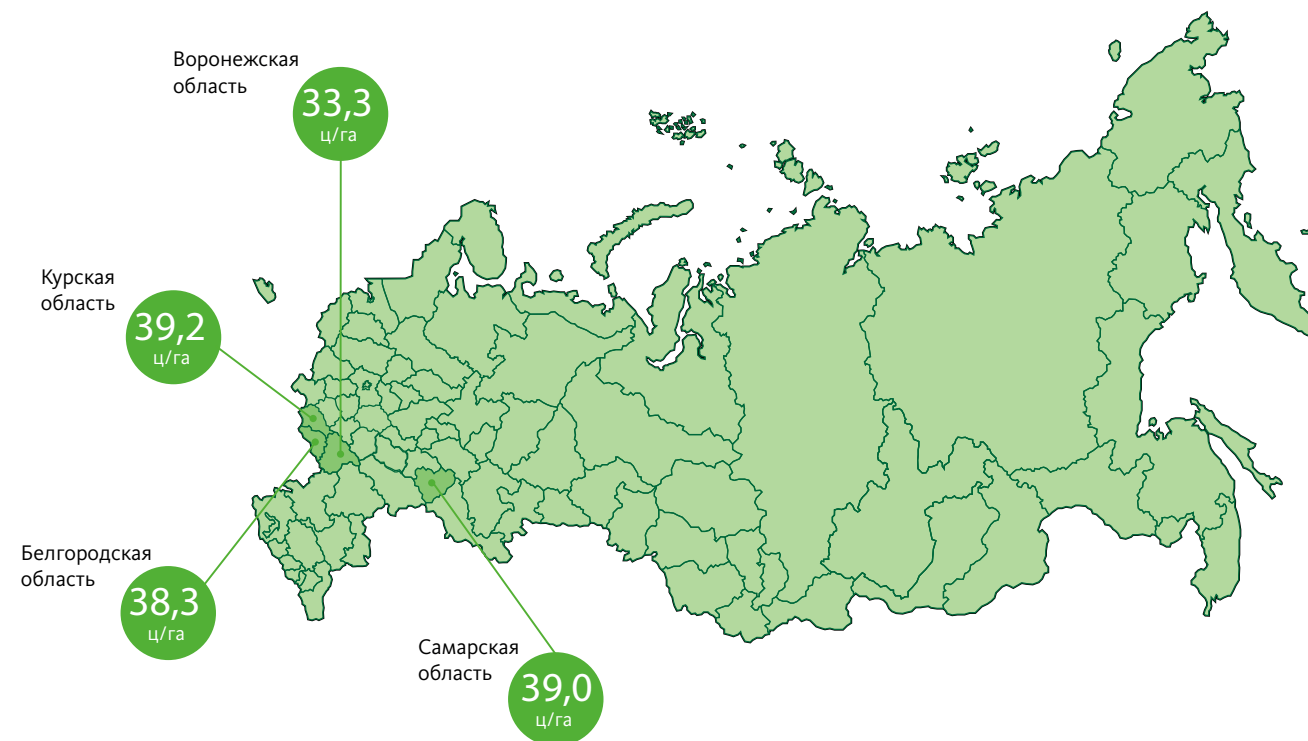 Воронежская
область
33,3
ц/га
Курская
область
39,2
ц/га
Белгородская
область
38,3
ц/га
Самарская
область
39,0
ц/га